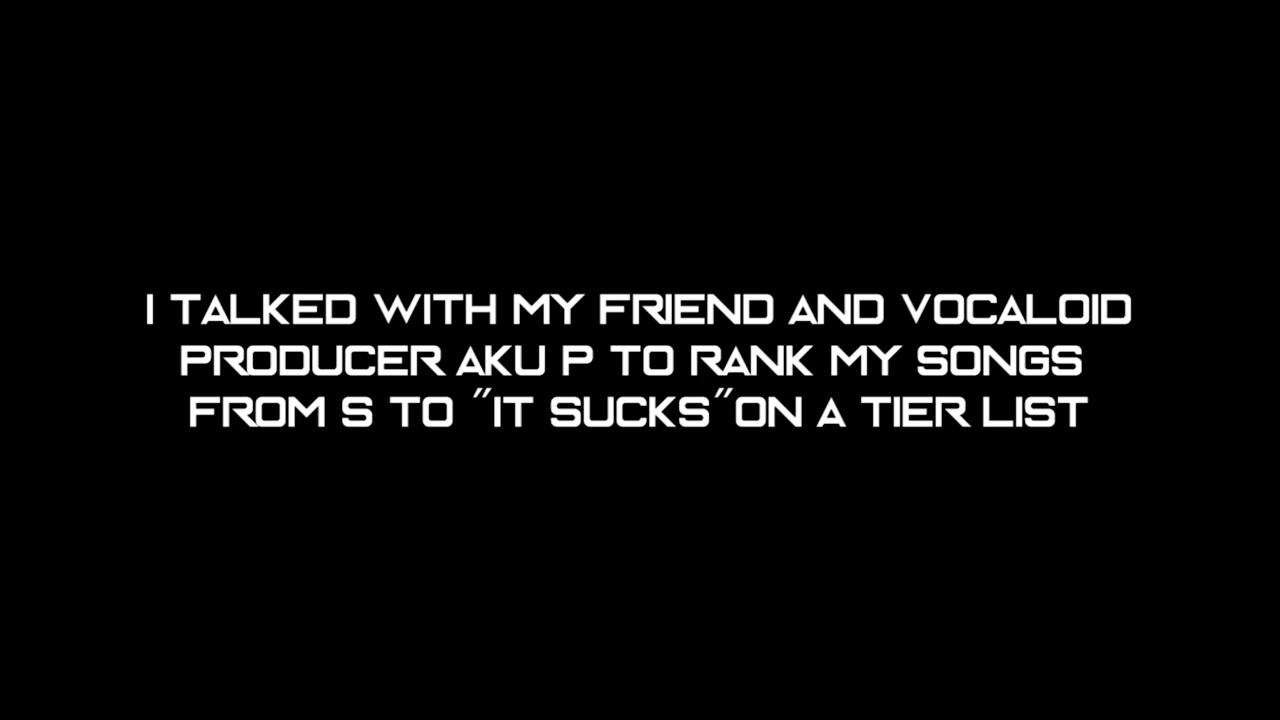 I TALKED WITH MY FRIEND AND VOCALOID
PRODUCER AKU P TO RANK MY SONGS
FROM S TO "IT SUCKS"ON A TIER LIST